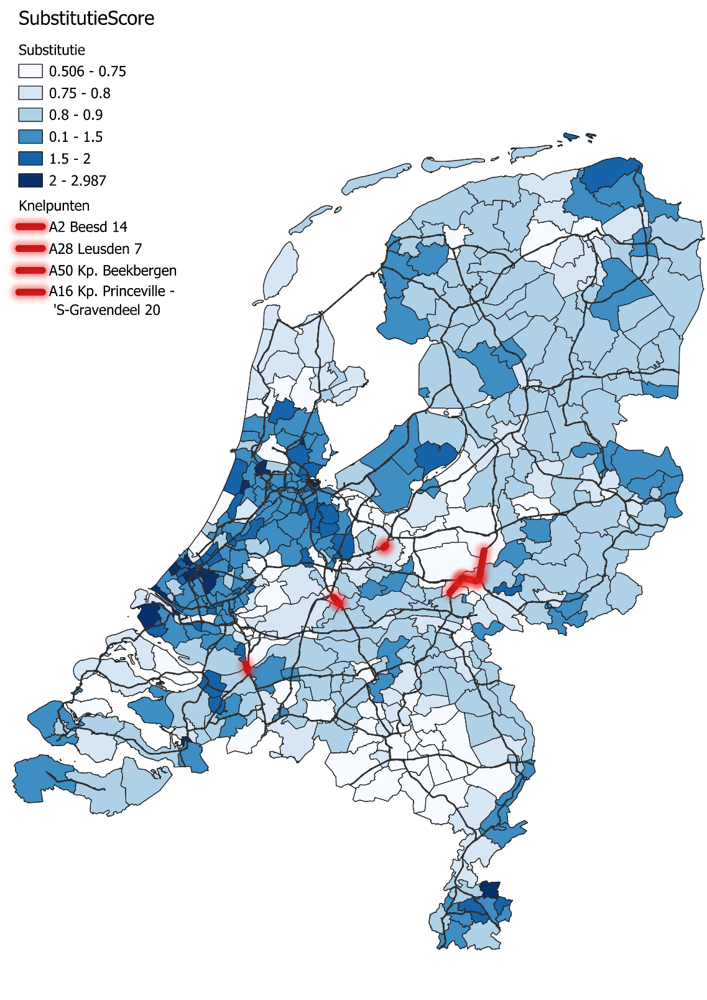 SubstitutieScore
Substitutie
0.506 - 0.75
0.75 - 0.8
0.8 - 0.9
0.1 - 1.5
1.5 - 2
2 - 2.987
Knelpunten
A2 Beesd 14
A28 Leusden 7
A50 Kp. Beekbergen
A16 Kp. Princeville -
'S-Gravendeel 20